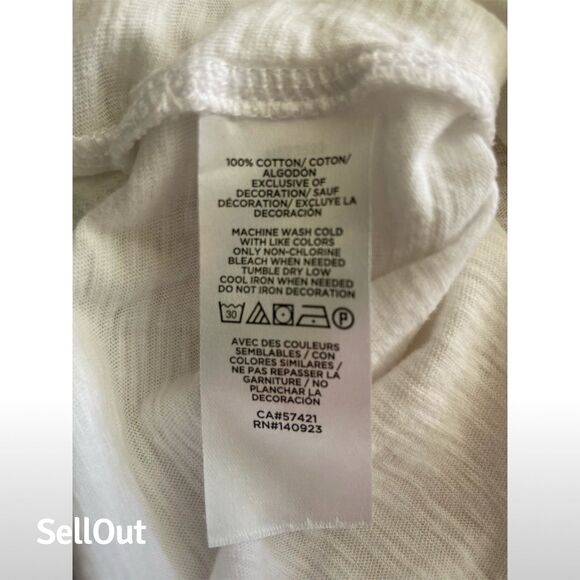 100% COTTON/ COTON/
ALGODÓN
EXCLUSIVE OF
DECORATION/ SAUF
DÉCORATION/ EXCLUYE LA
DECORACIÓN
MACHINE WASH COLD
WITH LIKE COLORS
ONLY NON-CHLORINE
BLEACH WHEN NEEDED
TUMBLE DRY LOW
COOL IRON WHEN NEEDED
DO NOT IRON DECORATION
30 P
AVEC DES COULEURS
SEMBLABLES / CON
COLORES SIMILARES /
NE PAS REPASSER LA
GARNITURE / NO
PLANCHAR LA
DECORACIÓN
CA#57421
RN#140923
SellOut